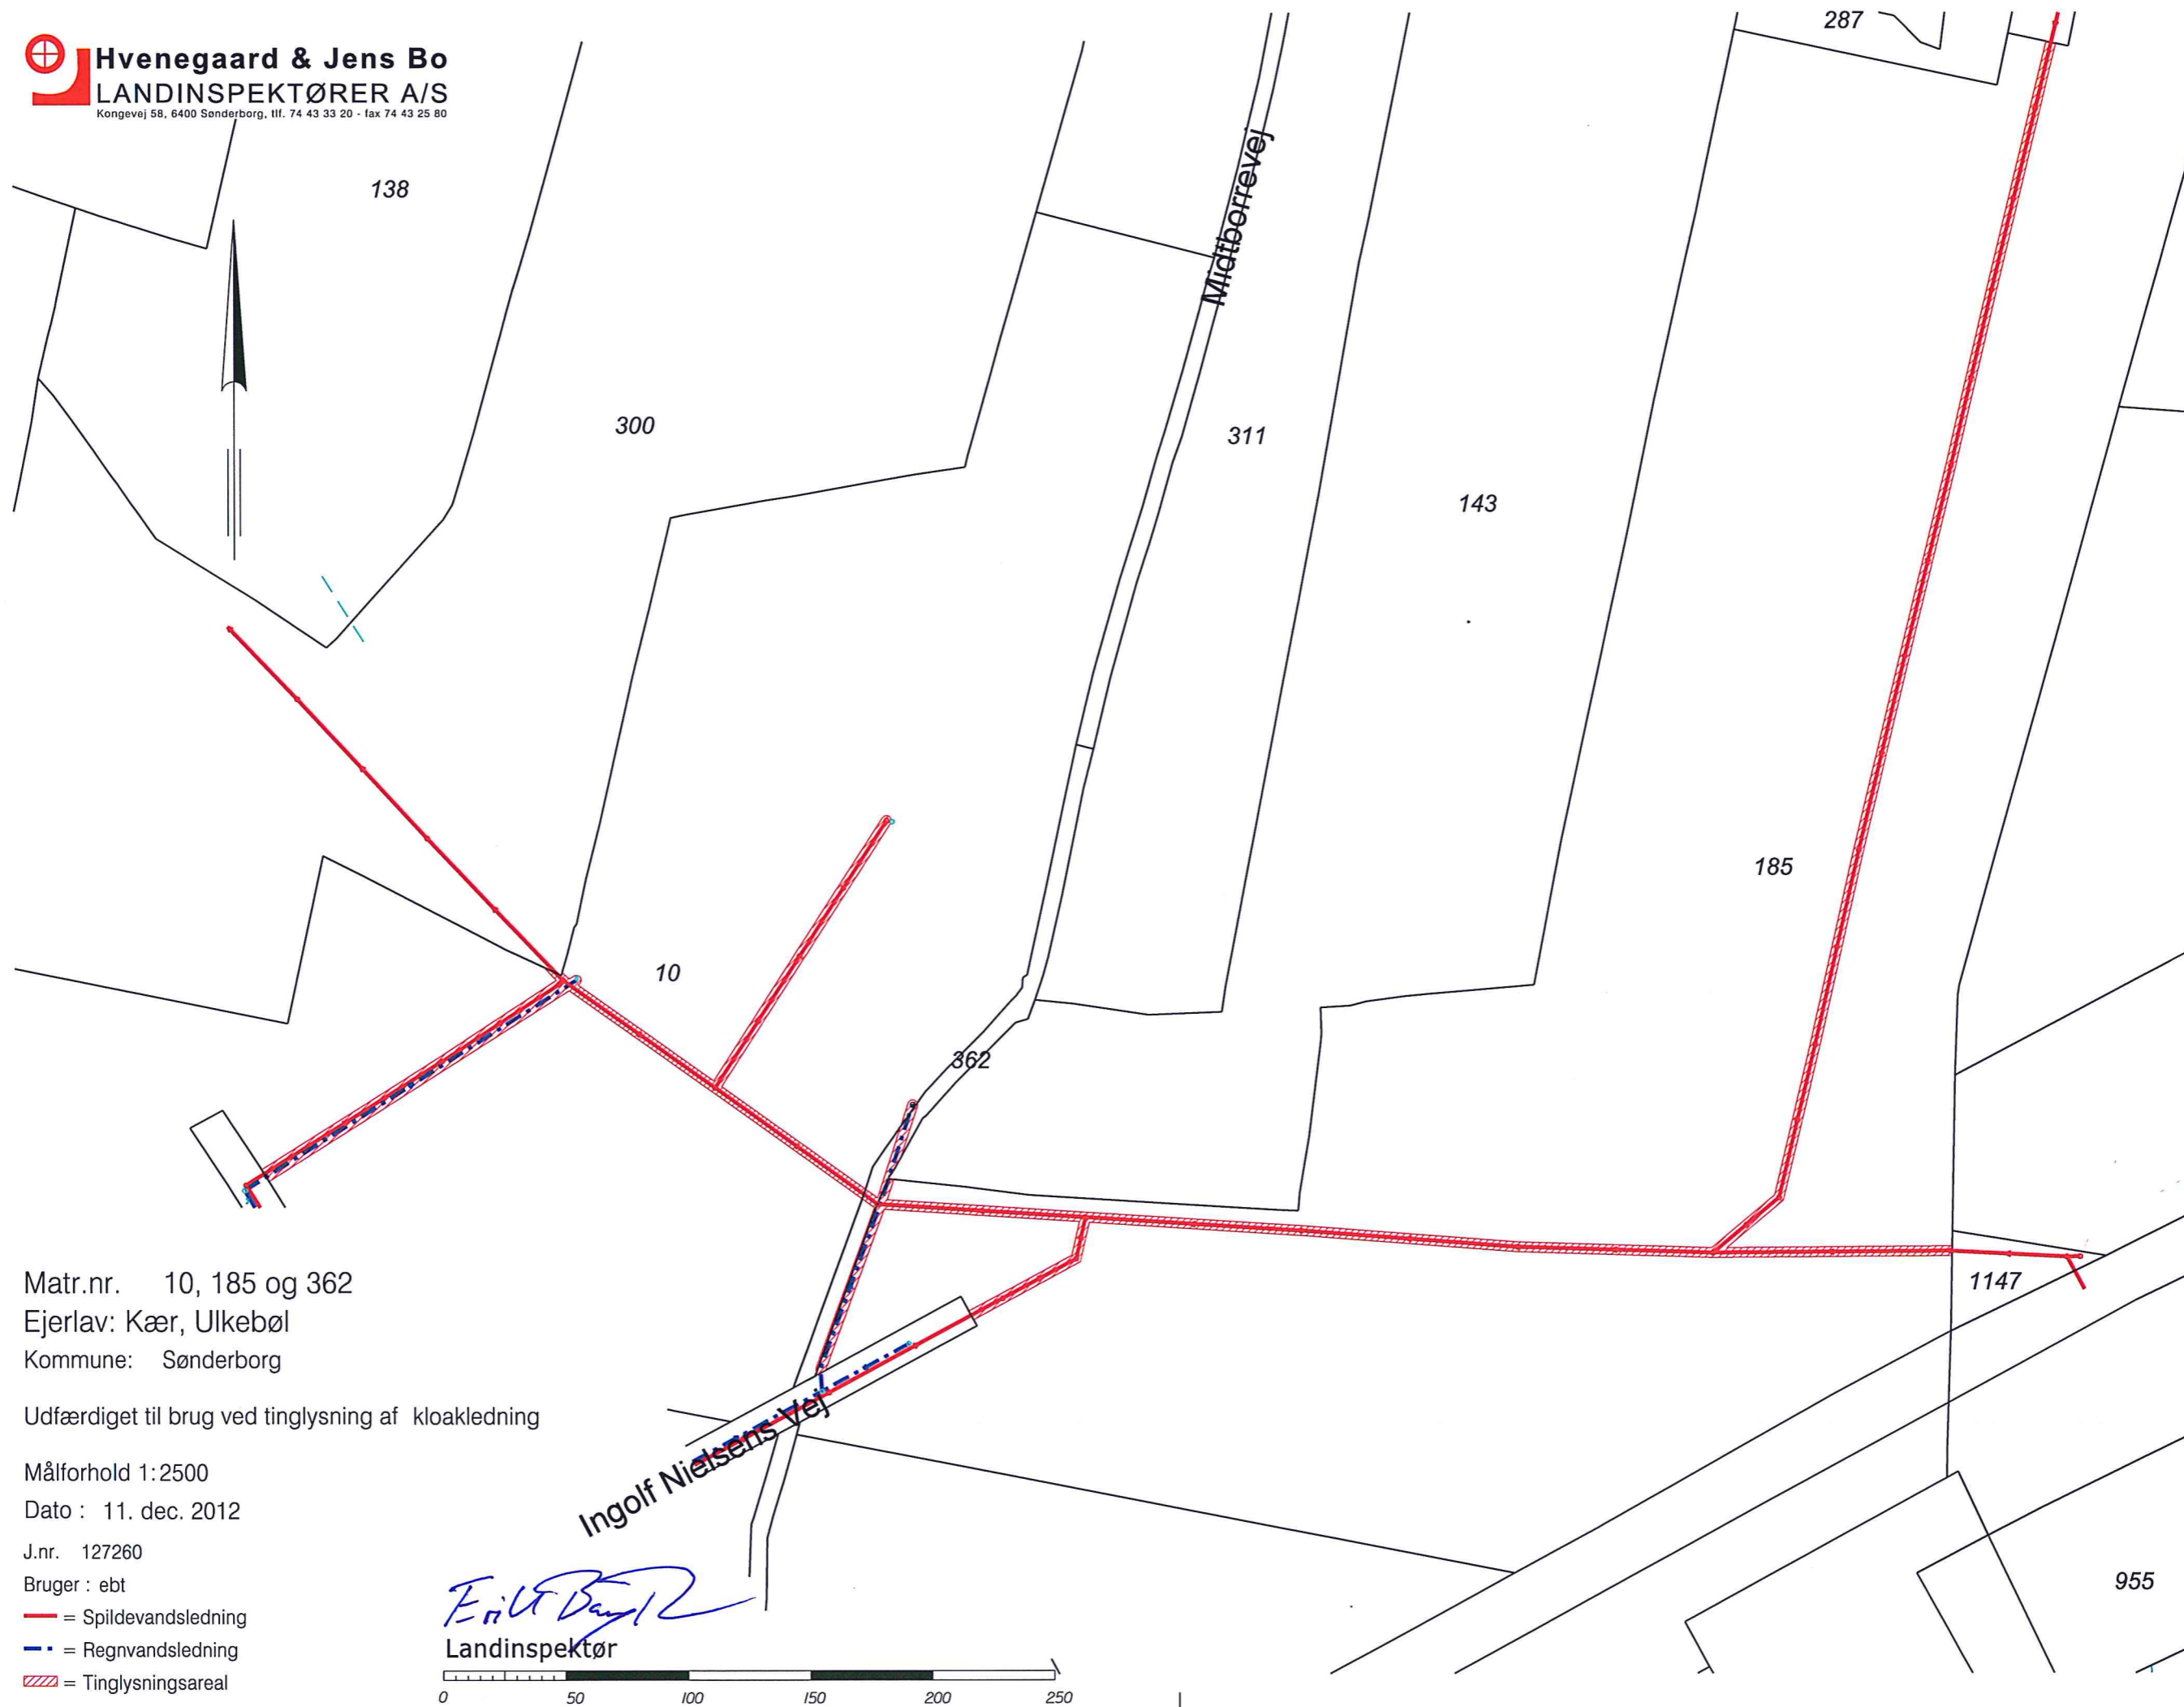 Hvenegaard & Jens Bo
LANDINSPEKTØRER A/S
Kongevej 58, 6400 Sønderborg, tlf. 74 43 33 20 - fax 74 43 25 80
287
138
Midtborrevej
300
311
143
185
10
362
1147
Matr.nr. 10, 185 og 362
Ejerlav: Kær, Ulkebøl
Kommune: Sønderborg
Udfærdiget til brug ved tinglysning af kloakledning
Ingolf Nielsens Vej
Målforhold 1:2500
Dato : 11. dec. 2012
J.nr. 127260
Bruger : ebt
955
= Spildevandsledning
= Regnvandsledning
= Tinglysningsareal
Landinspektør
0 50 100 150 200 250